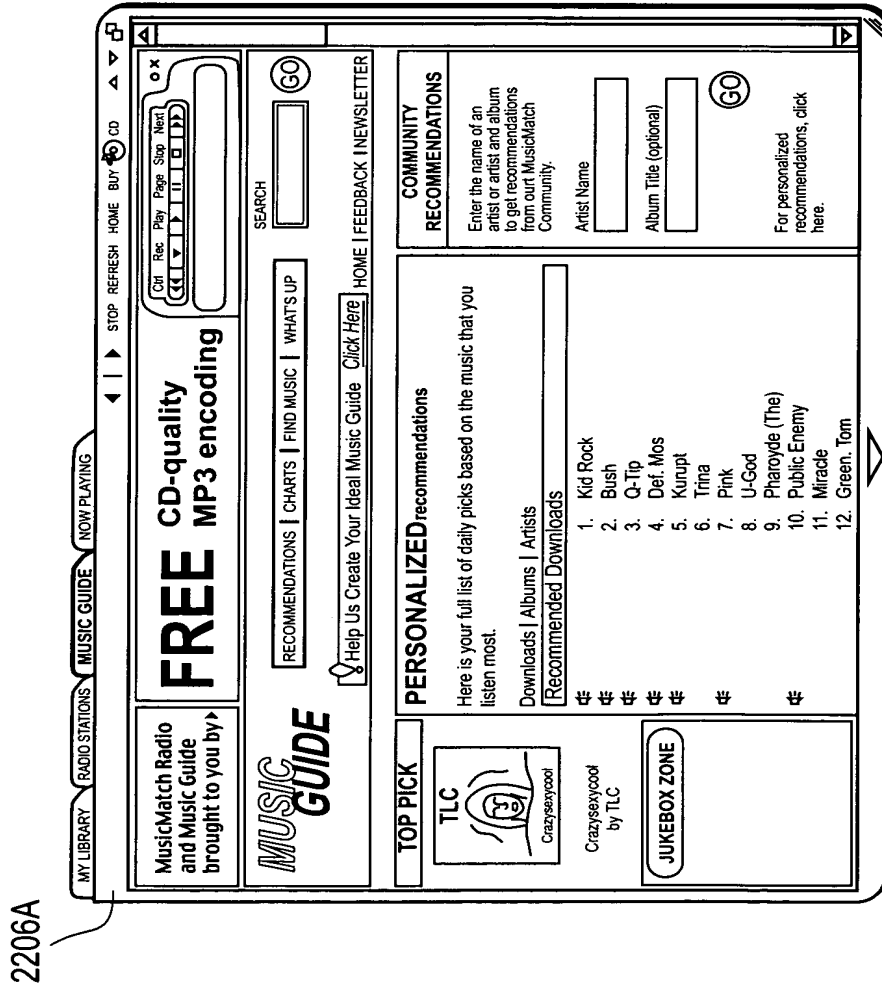 2206A
MY LIBRARY
RADIO STATIONS
MUSIC GUIDE
NOW PLAYING
STOP REFRESH HOME BUY CD
MusicMatch Radio
and Music Guide
brought to you by
FREE CD-quality
MP3 encoding
Ctrl Rec Play Page Stop Next
MUSIC
GUIDE
RECOMMENDATIONS | CHARTS | FIND MUSIC | WHAT'S UP
SEARCH
GO
Help Us Create Your Ideal Music Guide Click Here
HOME | FEEDBACK | NEWSLETTER
TOP PICK
TLC
Crazysexycool
Crazysexycool
by TLC
JUKEBOX ZONE
PERSONALIZED recommendations
Here is your full list of daily picks based on the music that you
listen most.
Downloads | Albums | Artists
Recommended Downloads
1. Kid Rock
2. Bush
3. Q-Tip
4. Def. Mos
5. Kurupt
6. Trina
7. Pink
8. U-God
9. Pharoyde (The)
10. Public Enemy
11. Miracle
12. Green. Tom
COMMUNITY
RECOMMENDATIONS
Enter the name of an
artist or artist and album
to get recommendations
from ourt MusicMatch
Community.
Artist Name
Album Title (optional)
GO
For personalized
recommendations, click
here.